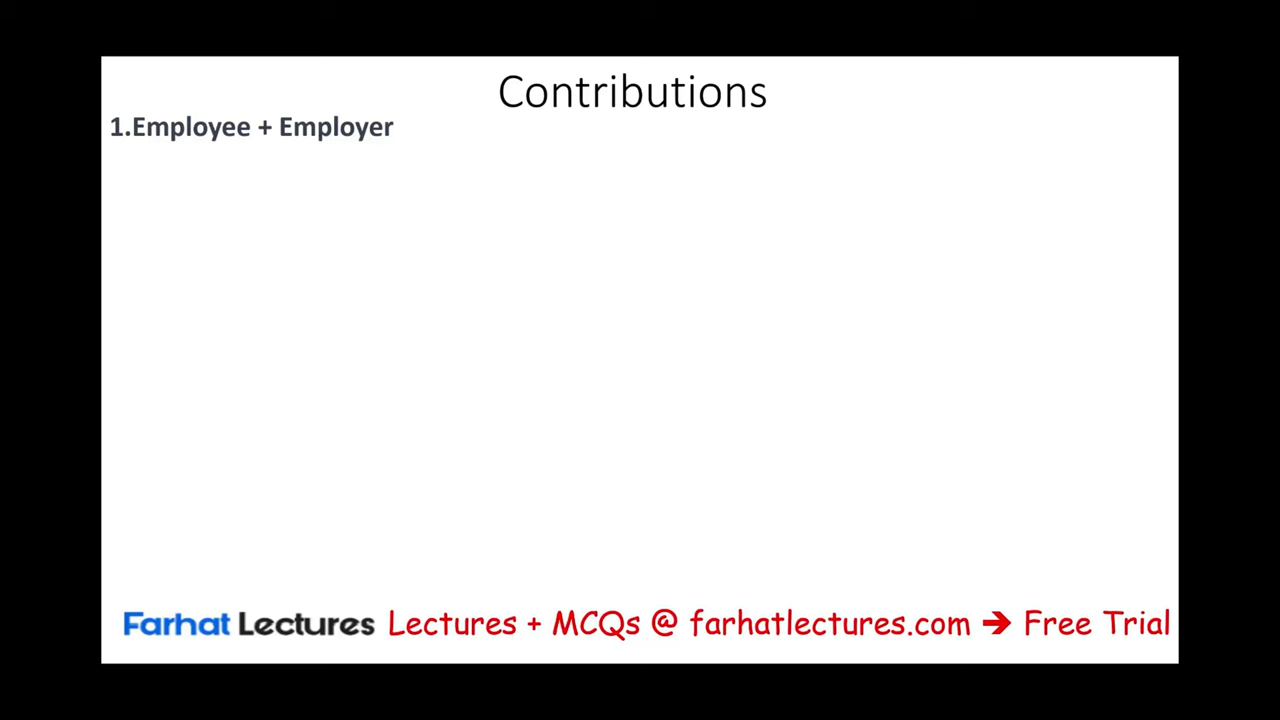 Contributions
1.Employee + Employer
Farhat Lectures Lectures + MCQs @ farhatlectures.com → Free Trial